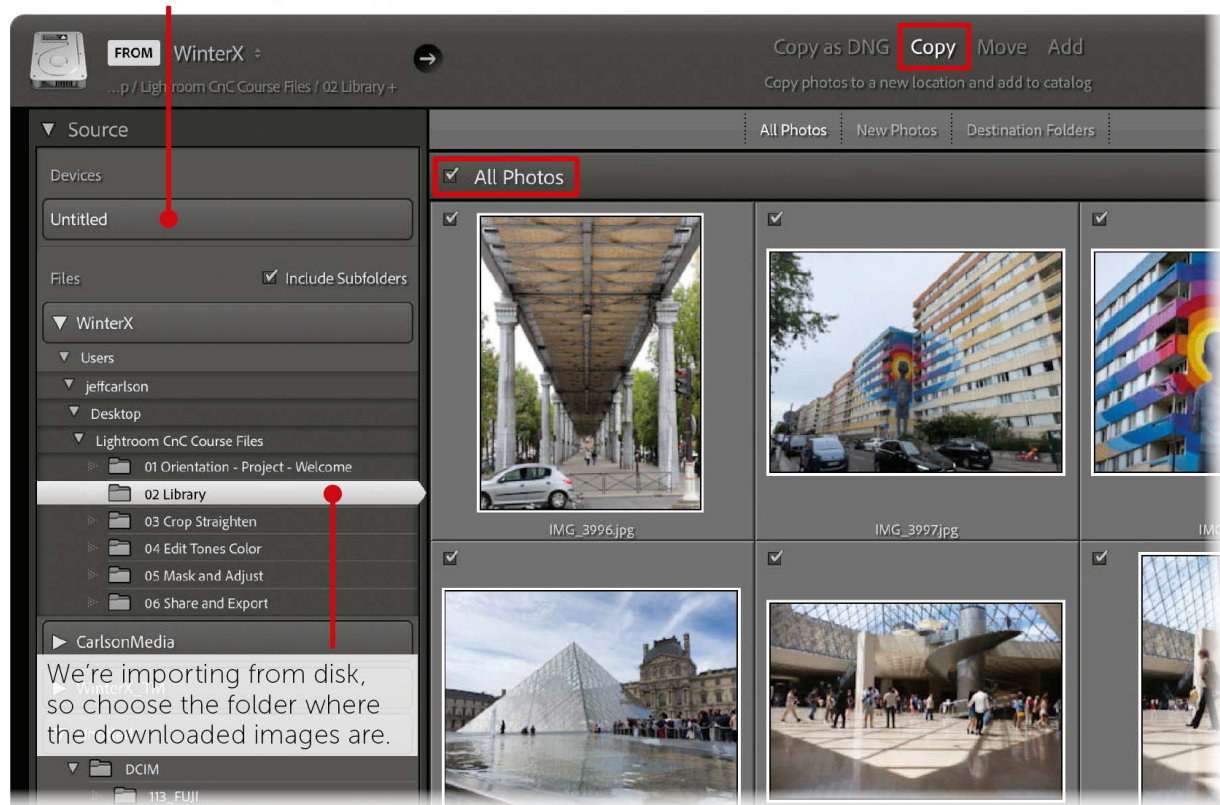 FROM WinterX
...p / Lightroom CnC Course Files / 02 Library +
Copy as DNG Copy Move Add
Copy photos to a new location and add to catalog
Source
All Photos New Photos Destination Folders
Devices
All Photos
Untitled
Files Include Subfolders
WinterX
Users
jeffcarlson
Desktop
Lightroom CnC Course Files
01 Orientation - Project - Welcome
02 Library
03 Crop Straighten
04 Edit Tones Color
05 Mask and Adjust
06 Share and Export
IMG_3996.jpg
IMG_3997.jpg
CarlsonMedia
We're importing from disk,
so choose the folder where
the downloaded images are.
WinterX_TM
DCIM
113_FUJI